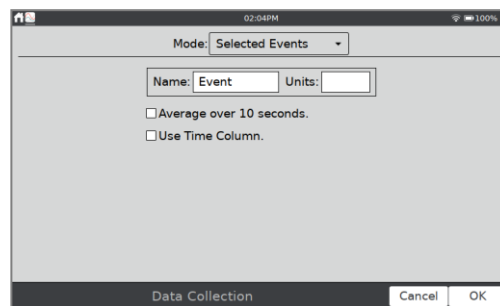 02:04PM 100%
Mode: Selected Events
Name: Event Units:
Average over 10 seconds.
Use Time Column.
Data Collection Cancel OK